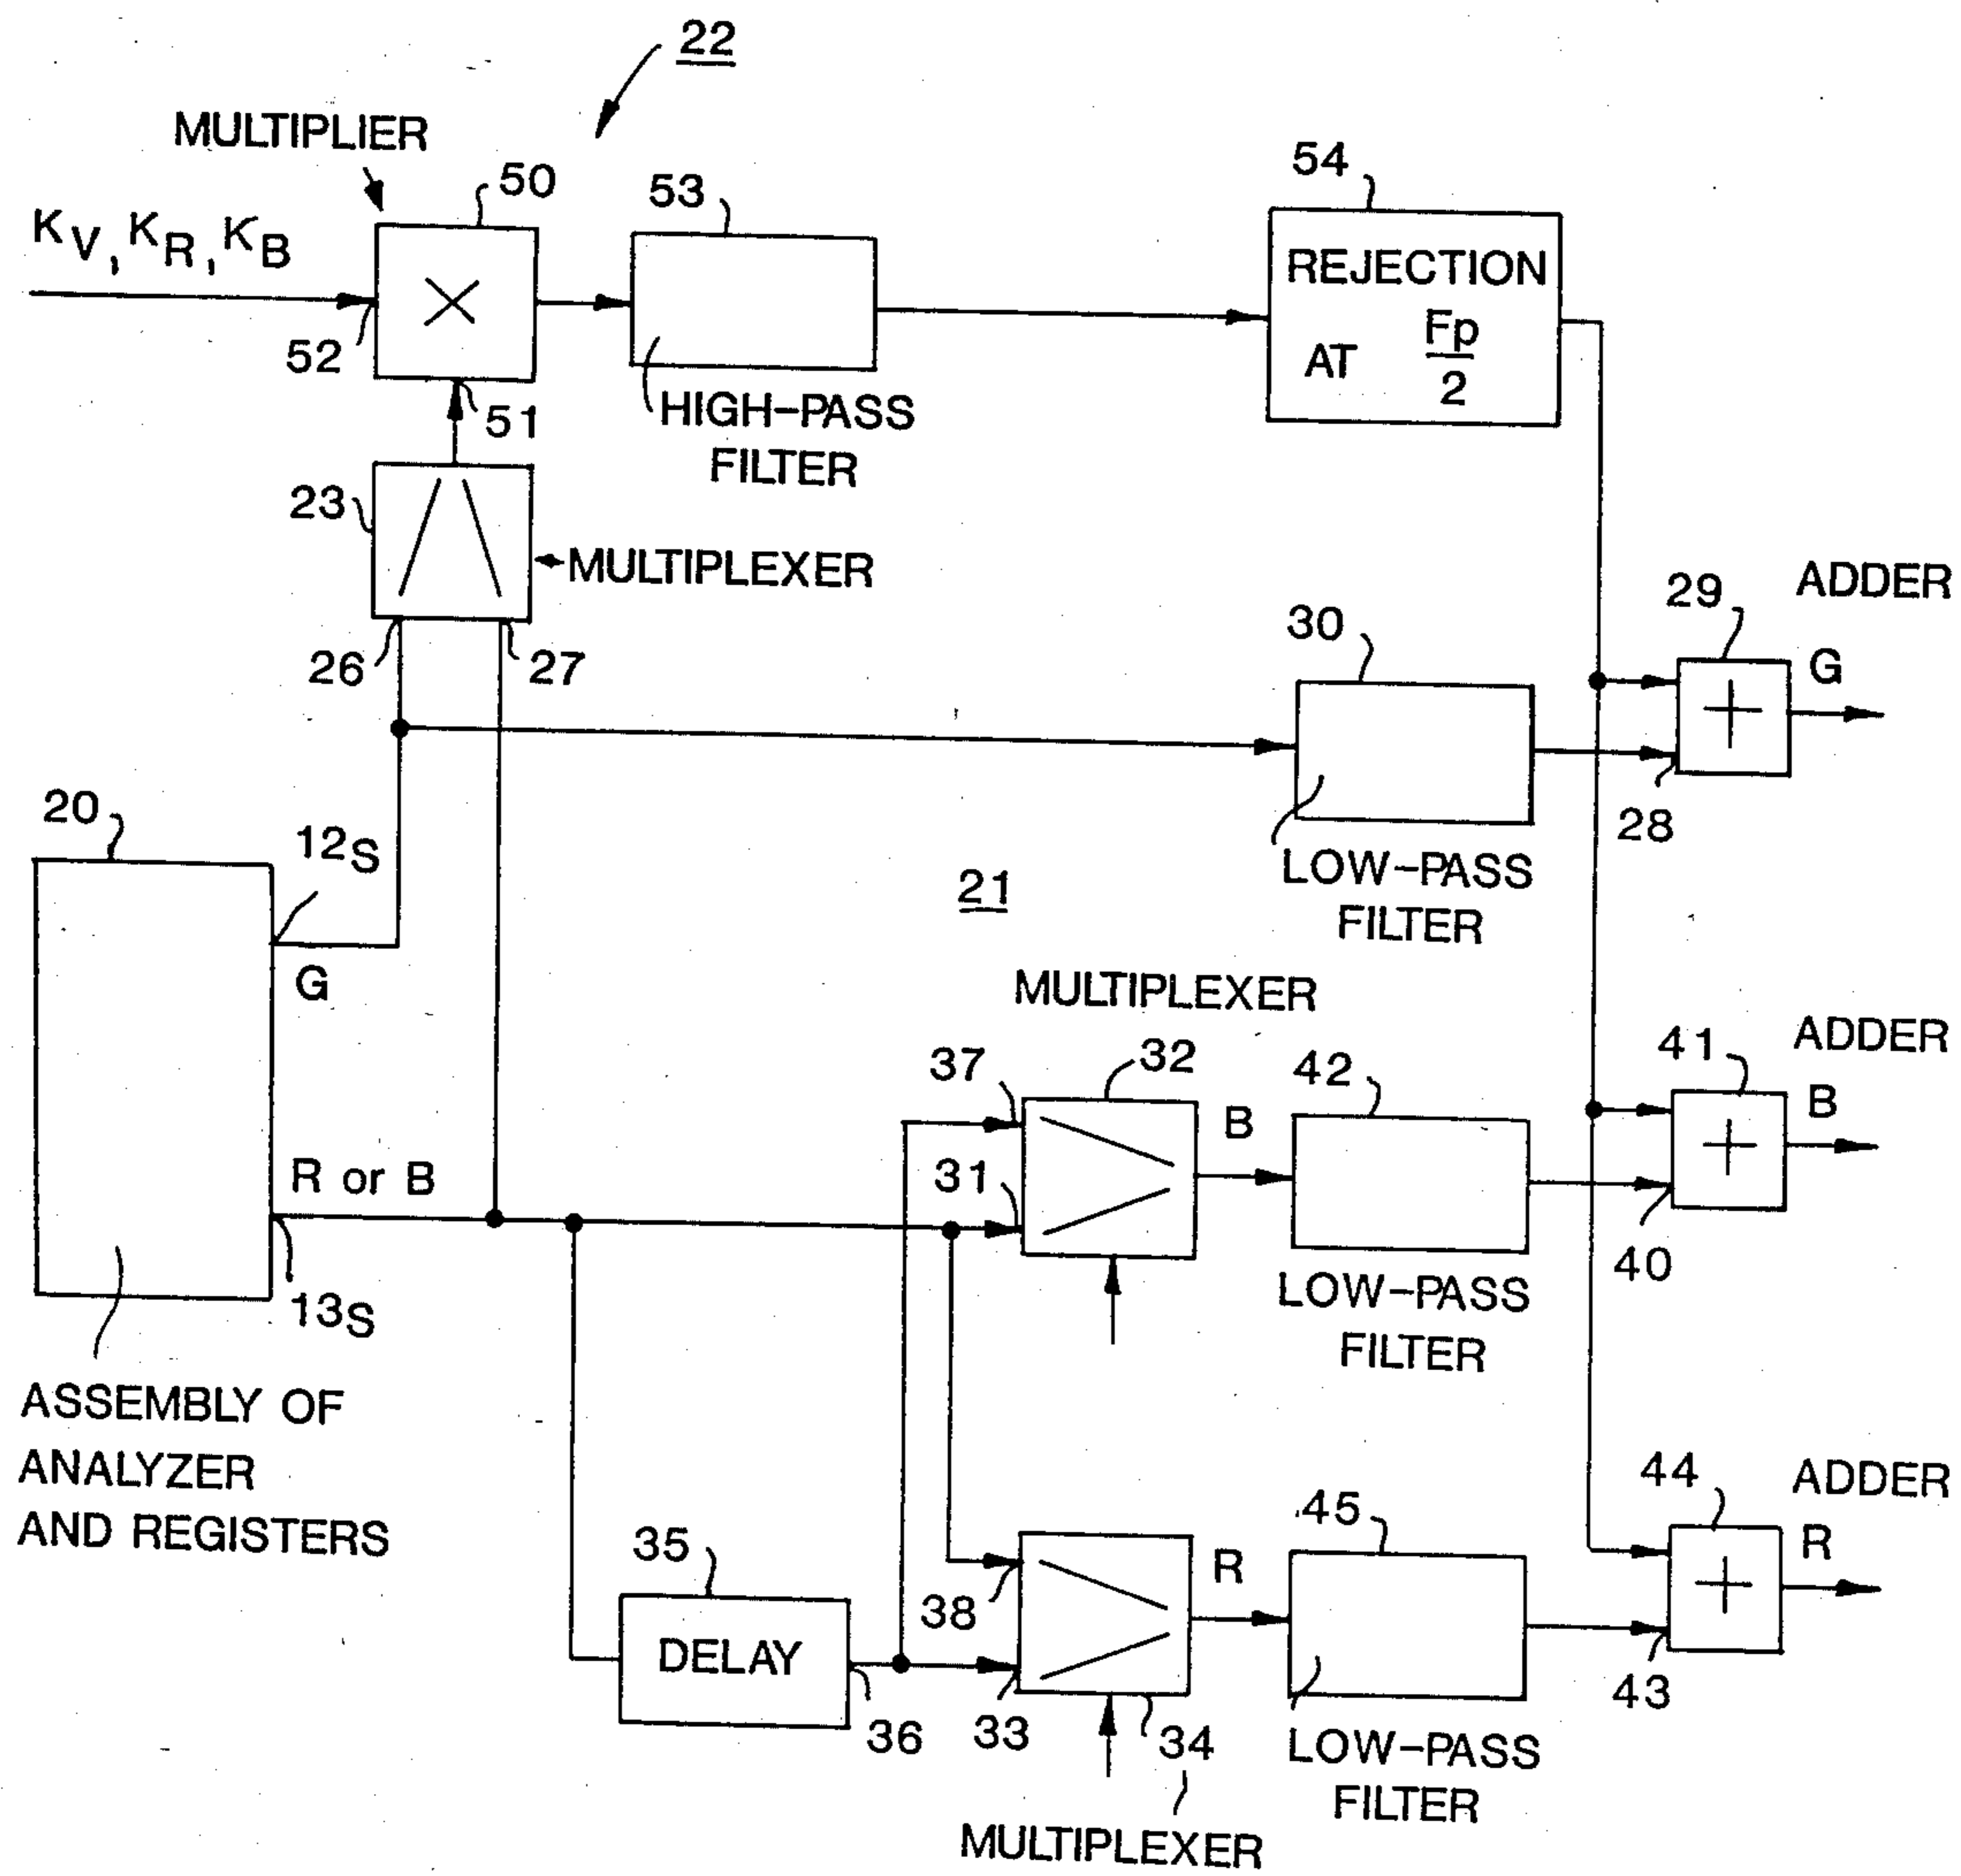 22
MULTIPLIER
50
53
54
KV, KR, KB
52
51
HIGH-PASS
FILTER
REJECTION
AT Fp/2
23
MULTIPLEXER
26
27
30
29
ADDER
G
28
LOW-PASS
FILTER
20
12S
G
21
R or B
13S
ASSEMBLY OF
ANALYZER
AND REGISTERS
MULTIPLEXER
37
32
31
B
42
LOW-PASS
FILTER
41
ADDER
B
40
35
DELAY
36
38
33
34
MULTIPLEXER
R
45
LOW-PASS
FILTER
44
ADDER
R
43